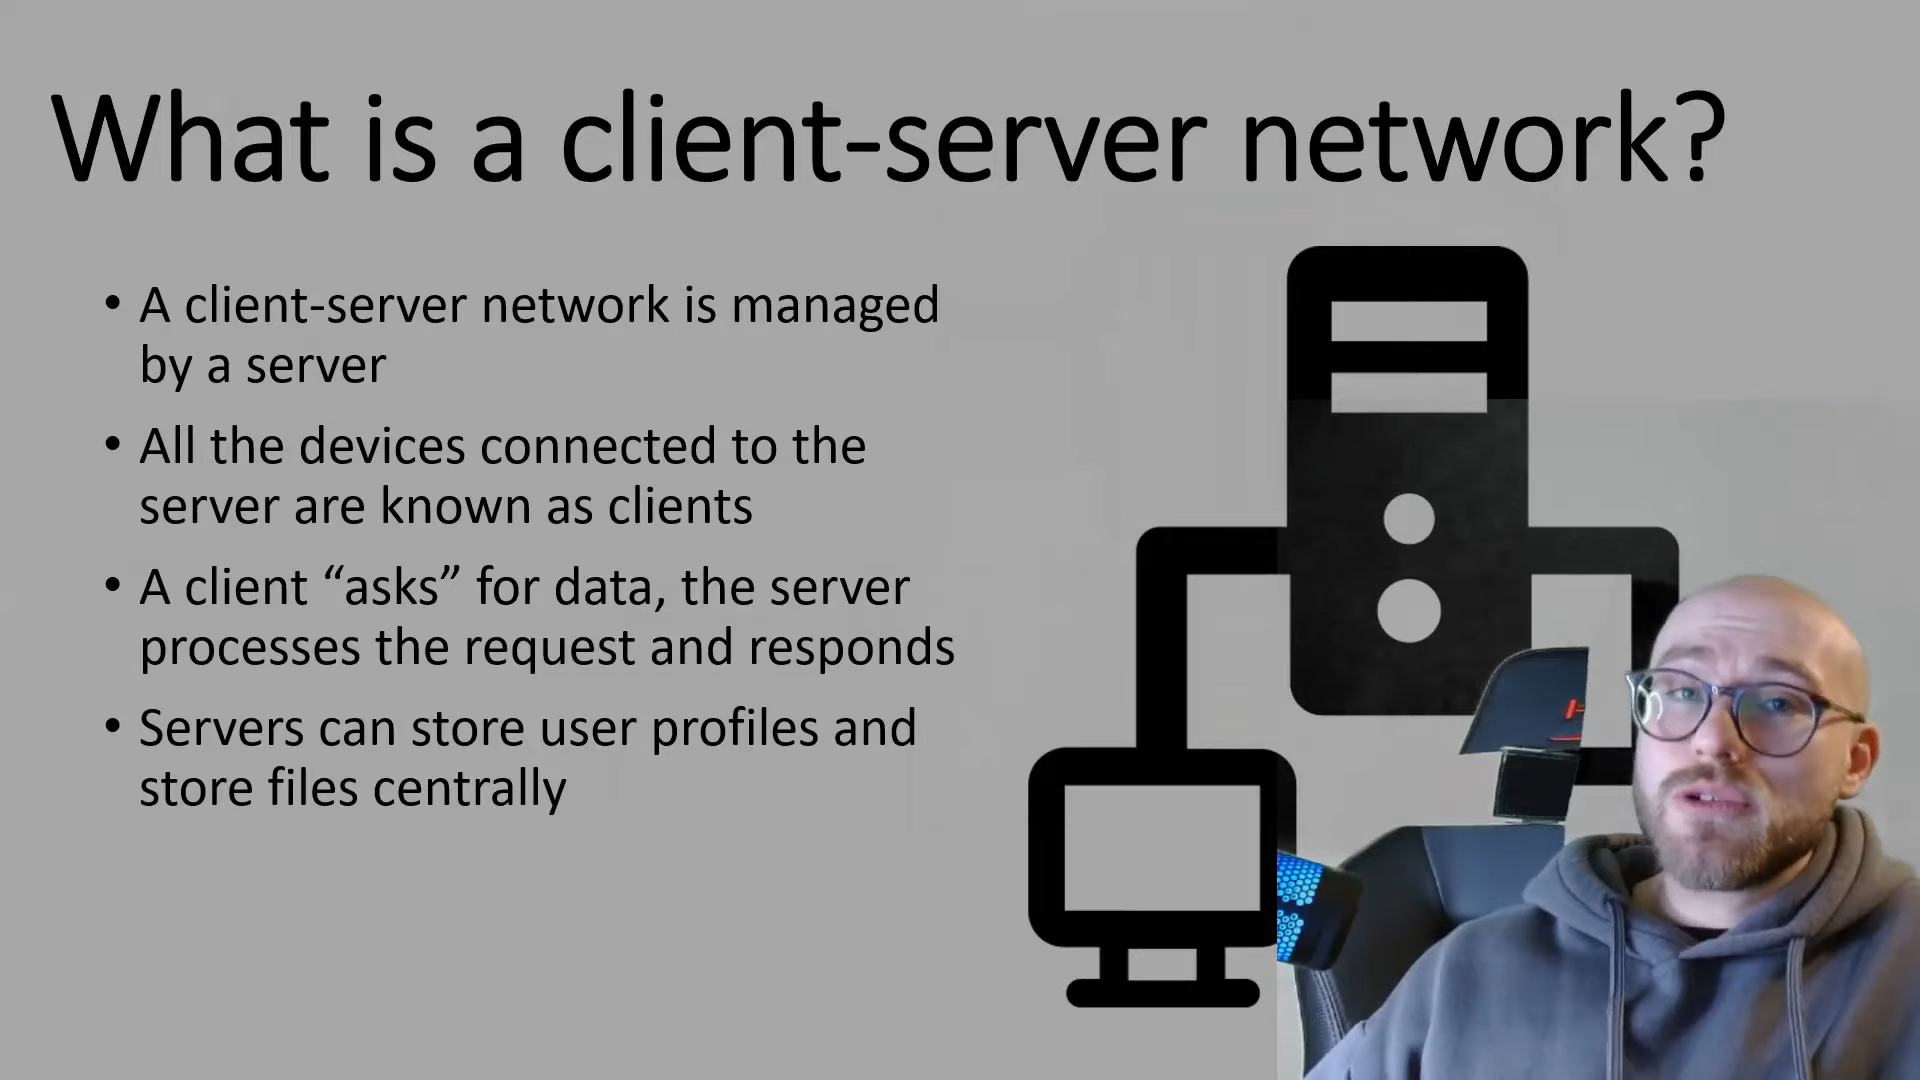 What is a client-server network?
• A client-server network is managed
by a server
• All the devices connected to the
server are known as clients
• A client “asks” for data, the server
processes the request and responds
• Servers can store user profiles and
store files centrally